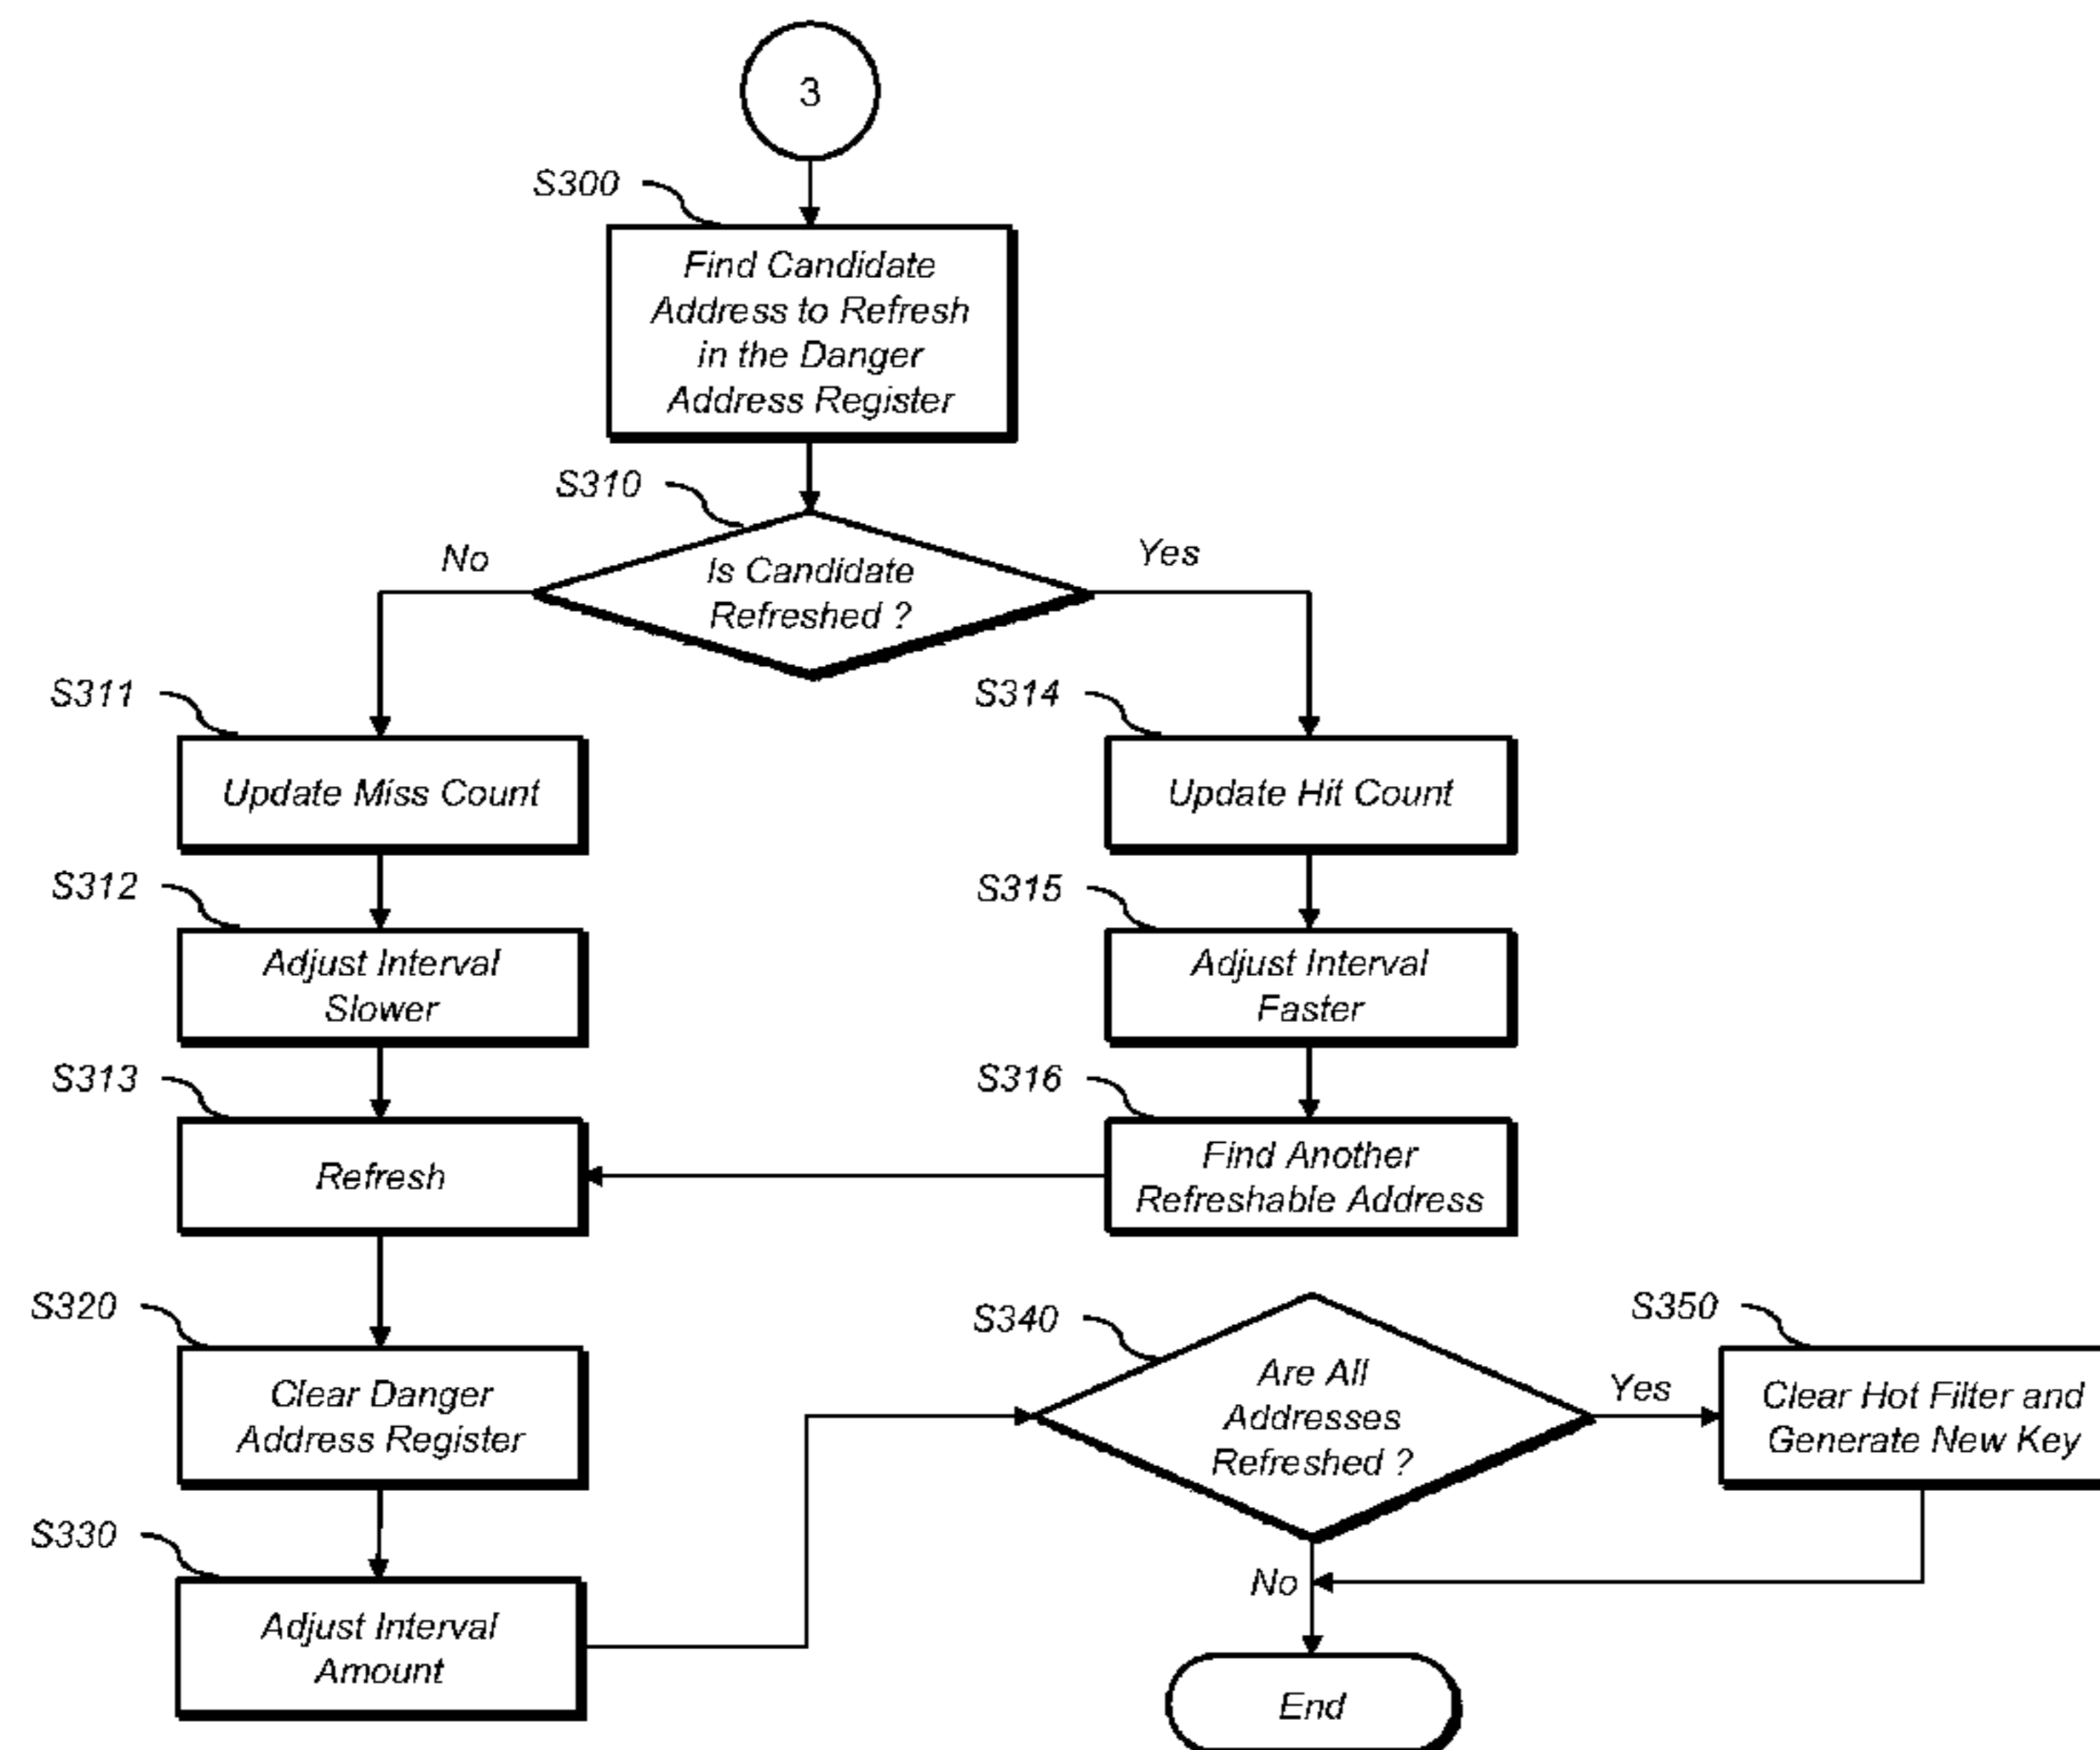 3
S300
Find Candidate
Address to Refresh
in the Danger
Address Register
S310
No
Is Candidate
Refreshed ?
Yes
S311
Update Miss Count
S314
Update Hit Count
S312
Adjust Interval
Slower
S315
Adjust Interval
Faster
S313
Refresh
S316
Find Another
Refreshable Address
S320
Clear Danger
Address Register
S330
Adjust Interval
Amount
S340
Are All
Addresses
Refreshed ?
Yes
S350
Clear Hot Filter and
Generate New Key
No
End